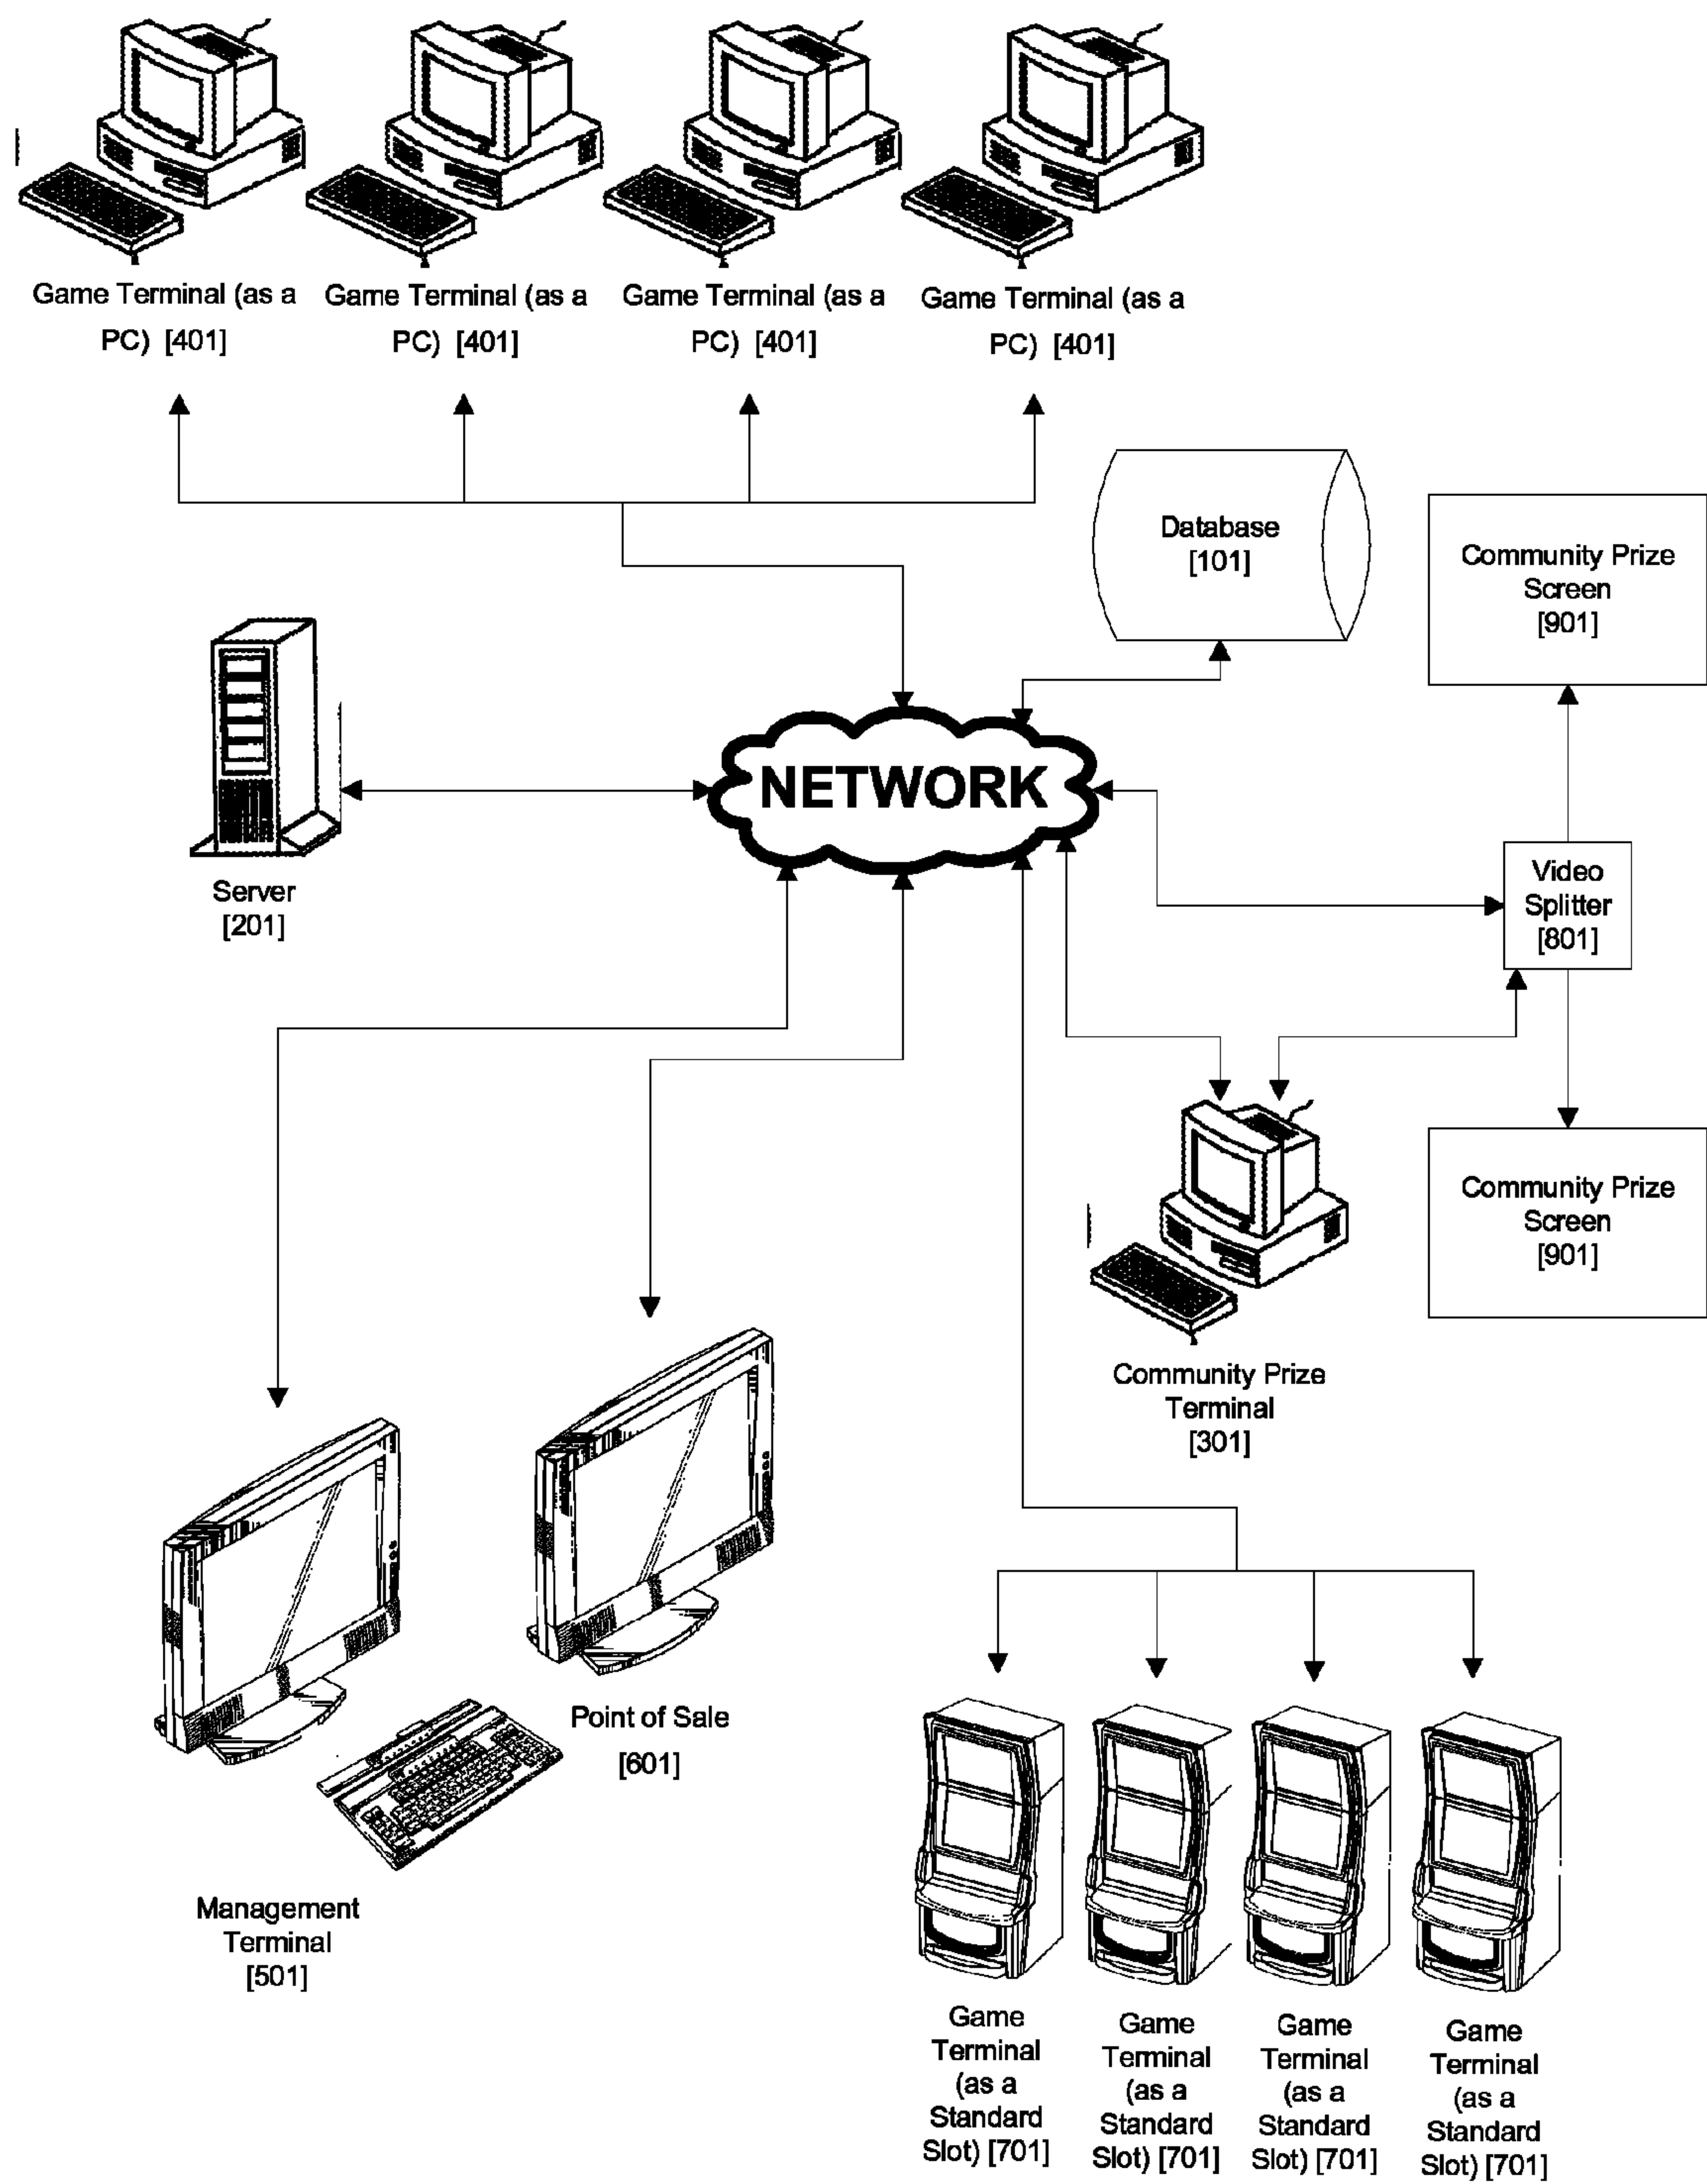 Game Terminal (as a
PC) [401]
Game Terminal (as a
PC) [401]
Game Terminal (as a
PC) [401]
Game Terminal (as a
PC) [401]
Database
[101]
Community Prize
Screen
[901]
NETWORK
Server
[201]
Video
Splitter
[801]
Community Prize
Screen
[901]
Community Prize
Terminal
[301]
Point of Sale
[601]
Management
Terminal
[501]
Game
Terminal
(as a
Standard
Slot) [701]
Game
Terminal
(as a
Standard
Slot) [701]
Game
Terminal
(as a
Standard
Slot) [701]
Game
Terminal
(as a
Standard
Slot) [701]